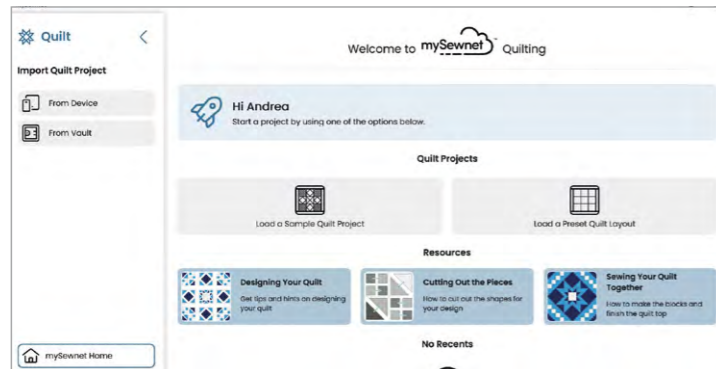 Quilt
Import Quilt Project
From Device
From Vault
mySewnet Home
Welcome to mySewnet™ Quilting
Hi Andrea
Start a project by using one of the options below.
Quilt Projects
Load a Sample Quilt Project
Load a Preset Quilt Layout
Resources
Designing Your Quilt
Get tips and hints on designing
your quilt
Cutting Out the Pieces
How to cut out the shapes for
your design
Sewing Your Quilt
Together
How to make the blocks and
finish the quilt top
No Recents